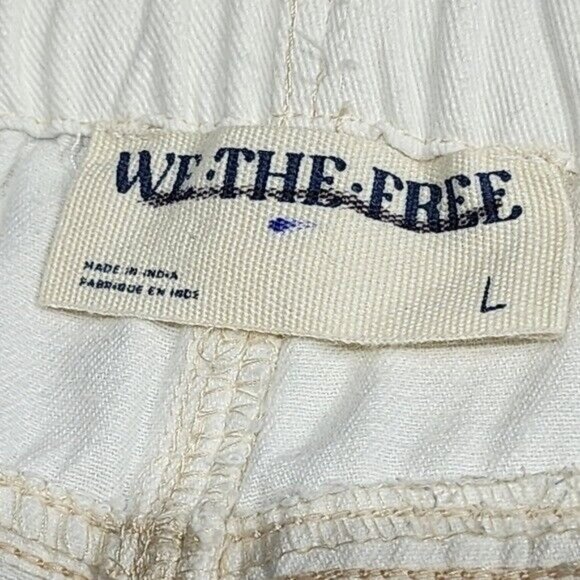 WE·THE·FREE
MADE IN INDIA
FABRIQUE EN INDE
L